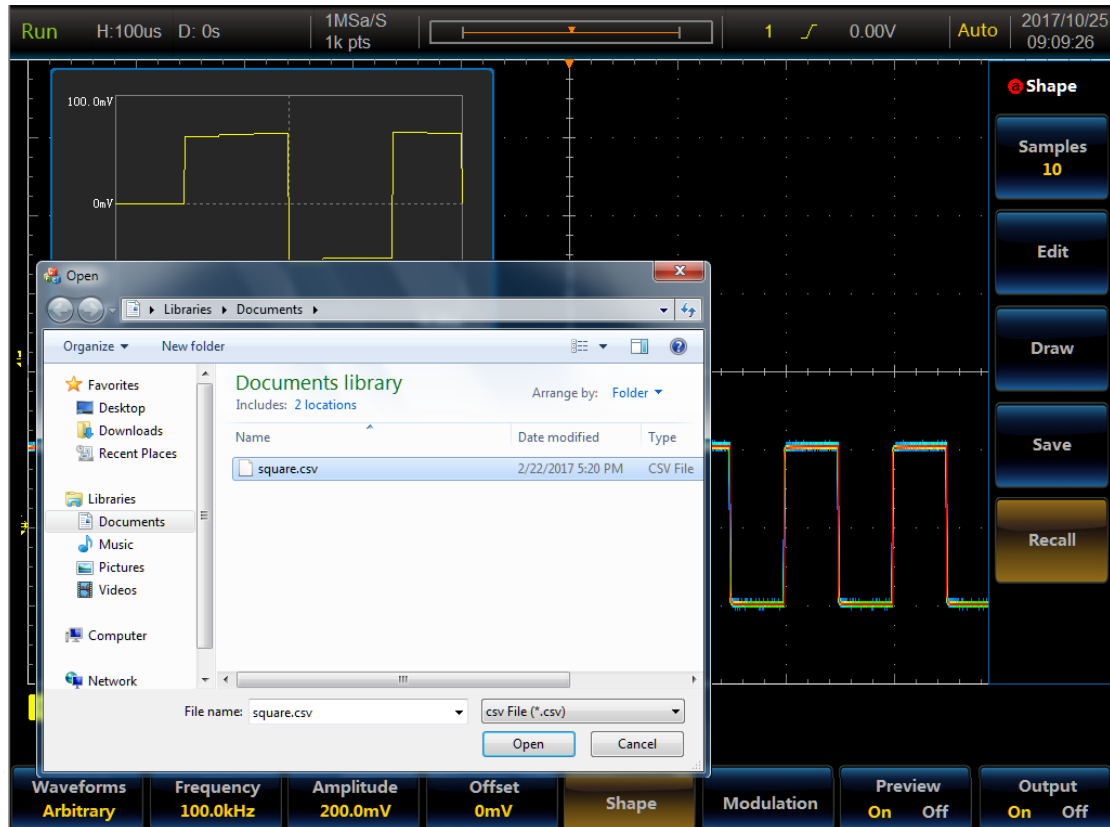 Run H:100us D: 0s 1MSa/S 1 0.00V Auto 2017/10/25
1k pts 09:09:26
100.0mV
0mV
a Shape
Samples
10
Edit
Draw
Save
Recall
Open
Libraries Documents
Organize New folder
Favorites
Desktop
Downloads
Recent Places
Libraries
Documents
Music
Pictures
Videos
Computer
Network
Documents library
Includes: 2 locations
Arrange by: Folder
Name Date modified Type
square.csv 2/22/2017 5:20 PM CSV File
File name: square.csv csv File (*.csv)
Open Cancel
Waveforms Frequency Amplitude Offset Shape Modulation Preview Output
Arbitrary 100.0kHz 200.0mV 0mV On Off On Off